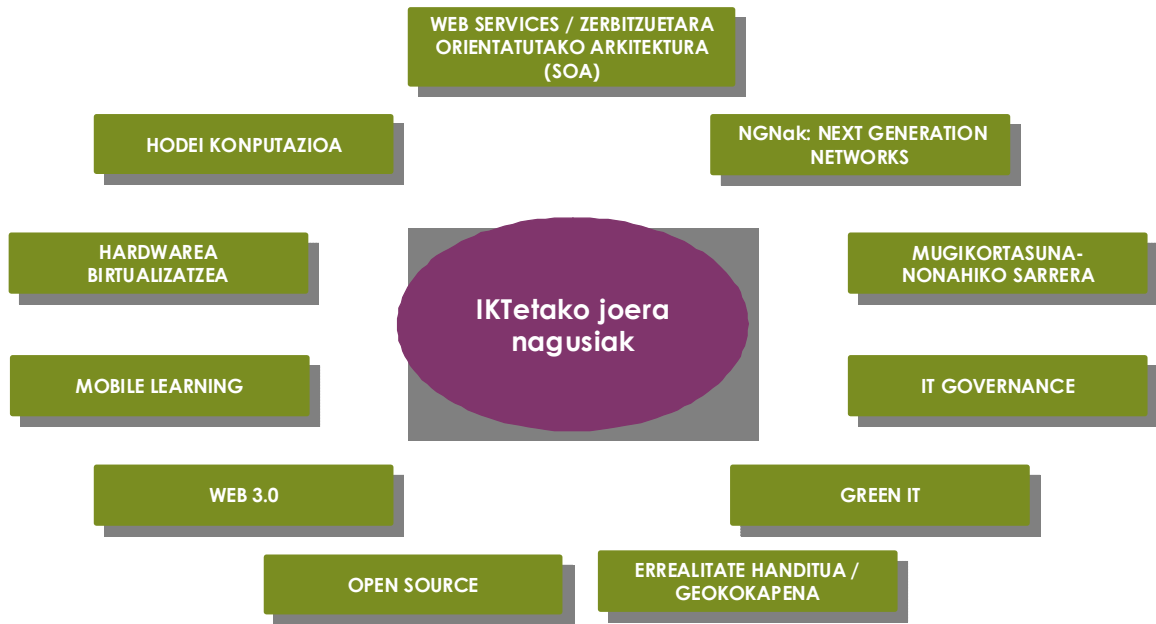 WEB SERVICES / ZERBITZUETARA
ORIENTATUTAKO ARKITEKTURA
(SOA)
HODEI KONPUTAZIOA
NGNak: NEXT GENERATION
NETWORKS
HARDWAREA
BIRTUALIZATZEA
MUGIKORTASUNA-
NONAHIKO SARRERA
IKTetako joera
nagusiak
MOBILE LEARNING
IT GOVERNANCE
WEB 3.0
GREEN IT
OPEN SOURCE
ERREALITATE HANDITUA /
GEOKOKAPENA